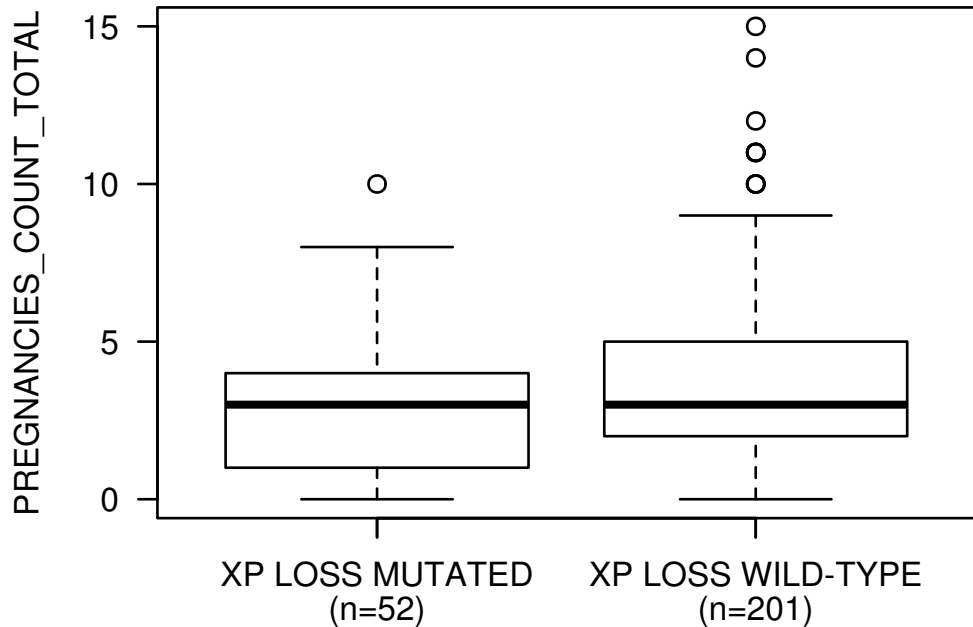 PREGNANCIES_COUNT_TOTAL
15
10
5
0
XP LOSS MUTATED
(n=52)
XP LOSS WILD-TYPE
(n=201)